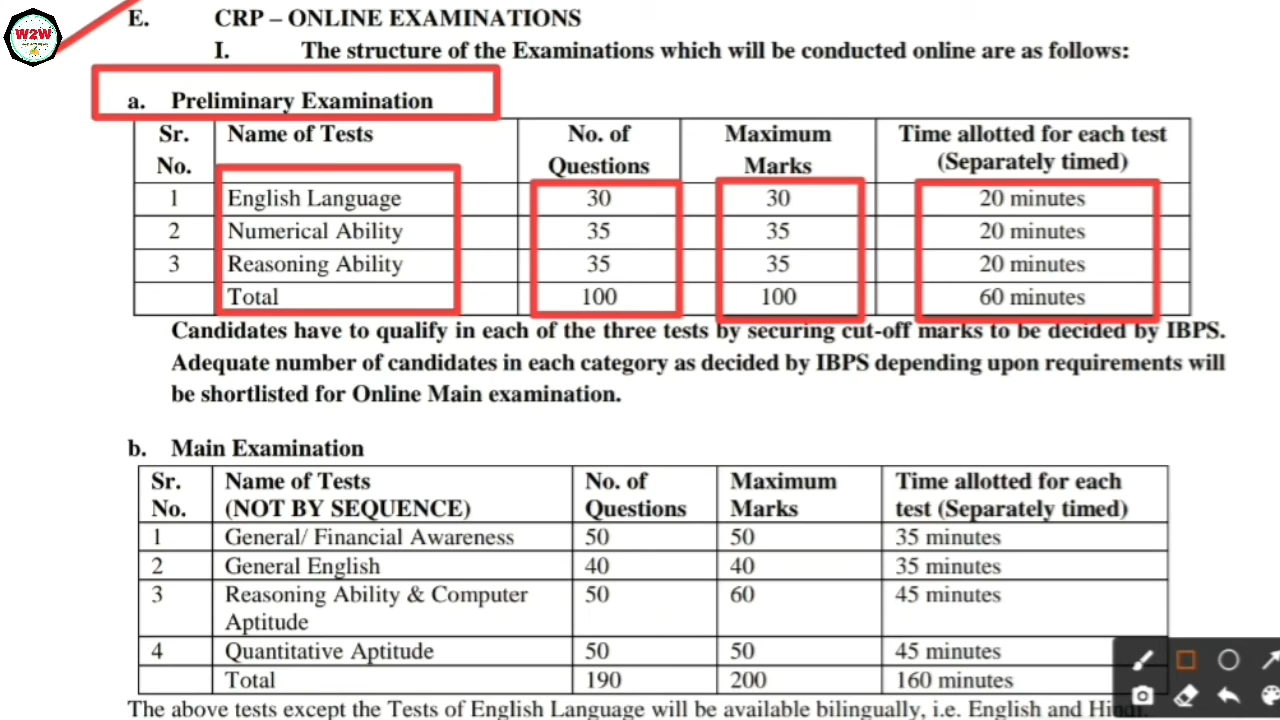 W2W
E. CRP – ONLINE EXAMINATIONS
I. The structure of the Examinations which will be conducted online are as follows:
a. Preliminary Examination
Sr. No. Name of Tests No. of Questions Maximum Marks Time allotted for each test (Separately timed)
1 English Language 30 30 20 minutes
2 Numerical Ability 35 35 20 minutes
3 Reasoning Ability 35 35 20 minutes
Total 100 100 60 minutes
Candidates have to qualify in each of the three tests by securing cut-off marks to be decided by IBPS.
Adequate number of candidates in each category as decided by IBPS depending upon requirements will
be shortlisted for Online Main examination.
b. Main Examination
Sr. No. Name of Tests (NOT BY SEQUENCE) No. of Questions Maximum Marks Time allotted for each test (Separately timed)
1 General/ Financial Awareness 50 50 35 minutes
2 General English 40 40 35 minutes
3 Reasoning Ability & Computer Aptitude 50 60 45 minutes
4 Quantitative Aptitude 50 50 45 minutes
Total 190 200 160 minutes
The above tests except the Tests of English Language will be available bilingually, i.e. English and Hindi.